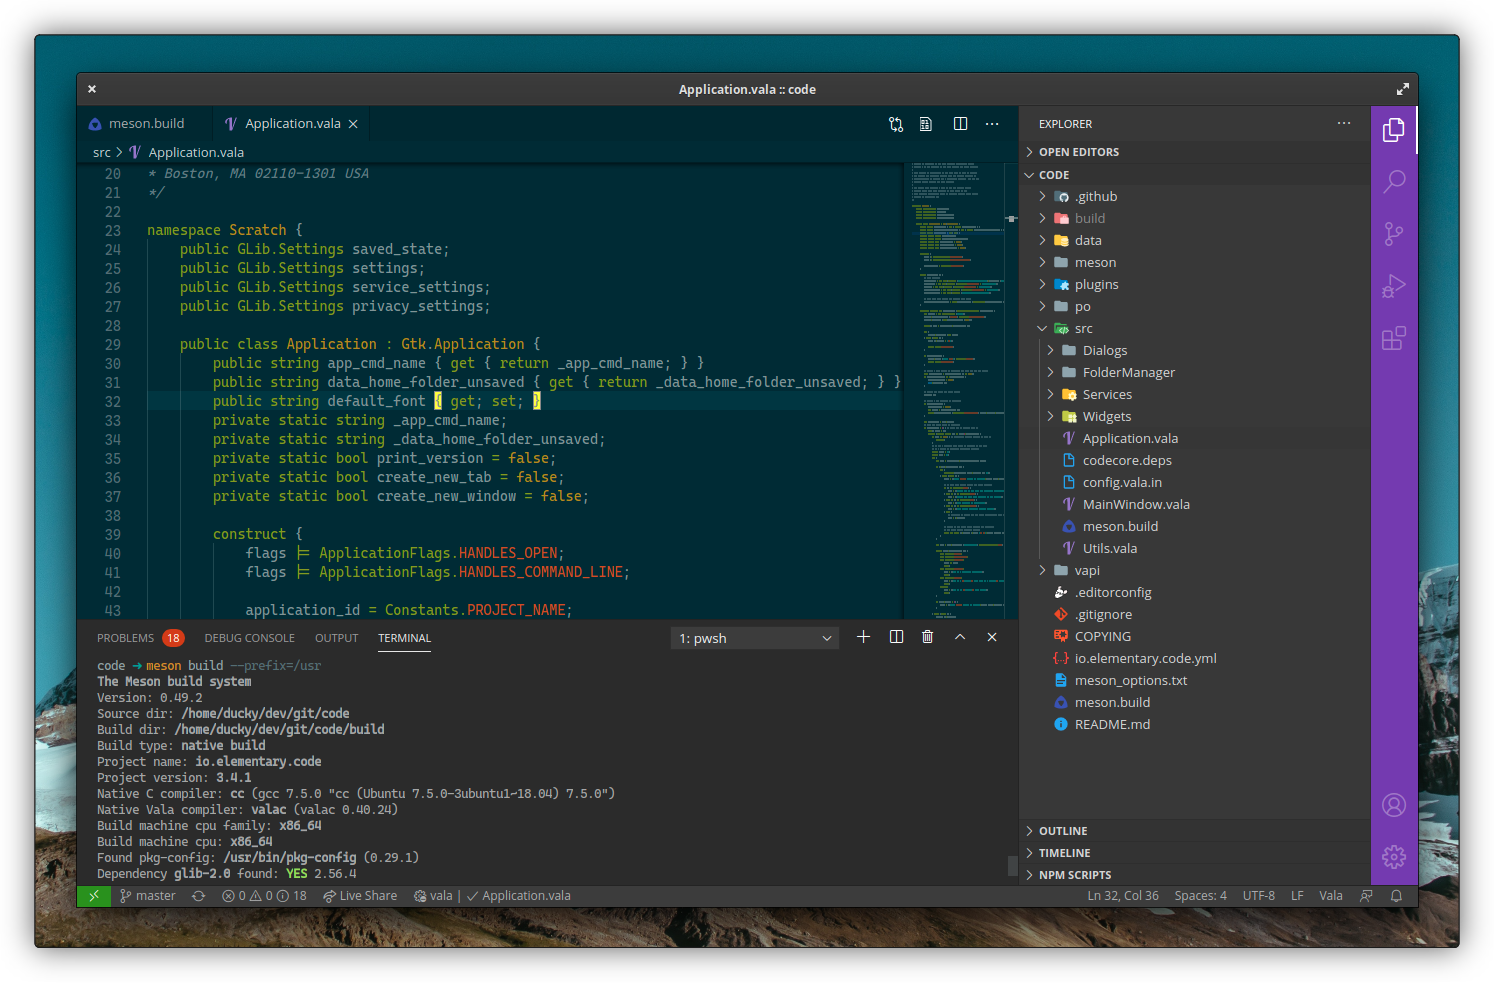 Application.vala :: code
meson.build
Application.vala
src > Application.vala
20 * Boston, MA 02110-1301 USA
21 */
22
23 namespace Scratch {
24 public GLib.Settings saved_state;
25 public GLib.Settings settings;
26 public GLib.Settings service_settings;
27 public GLib.Settings privacy_settings;
28
29 public class Application : Gtk.Application {
30 public string app_cmd_name { get { return _app_cmd_name; } }
31 public string data_home_folder_unsaved { get { return _data_home_folder_unsaved; } }
32 public string default_font { get; set; }
33 private static string _app_cmd_name;
34 private static string _data_home_folder_unsaved;
35 private static bool print_version = false;
36 private static bool create_new_tab = false;
37 private static bool create_new_window = false;
38
39 construct {
40 flags |= ApplicationFlags.HANDLES_OPEN;
41 flags |= ApplicationFlags.HANDLES_COMMAND_LINE;
42
43 application_id = Constants.PROJECT_NAME;
PROBLEMS 18 DEBUG CONSOLE OUTPUT TERMINAL
1: pwsh
code → meson build --prefix=/usr
The Meson build system
Version: 0.49.2
Source dir: /home/ducky/dev/git/code
Build dir: /home/ducky/dev/git/code/build
Build type: native build
Project name: io.elementary.code
Project version: 3.4.1
Native C compiler: cc (gcc 7.5.0 "cc (Ubuntu 7.5.0-3ubuntu1~18.04) 7.5.0")
Native Vala compiler: valac (valac 0.40.24)
Build machine cpu family: x86_64
Build machine cpu: x86_64
Found pkg-config: /usr/bin/pkg-config (0.29.1)
Dependency glib-2.0 found: YES 2.56.4
EXPLORER
OPEN EDITORS
CODE
.github
build
data
meson
plugins
po
src
Dialogs
FolderManager
Services
Widgets
Application.vala
codecore.deps
config.vala.in
MainWindow.vala
meson.build
Utils.vala
vapi
.editorconfig
.gitignore
COPYING
io.elementary.code.yml
meson_options.txt
meson.build
README.md
OUTLINE
TIMELINE
NPM SCRIPTS
master 0 0 18 Live Share vala | Application.vala
Ln 32, Col 36 Spaces: 4 UTF-8 LF Vala